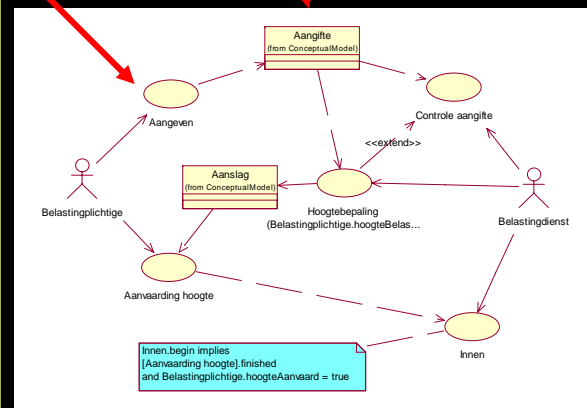 Aangifte
(from ConceptualModel)
Aangeven
Controle aangifte
<<extend>>
Aanslag
(from ConceptualModel)
Belastingplichtige
Hoogtebepaling
(Belastingplichtige.hoogteBelas...
Belastingdienst
Aanvaarding hoogte
Innen
Innen.begin implies
[Aanvaarding hoogte].finished
and Belastingplichtige.hoogteAanvaard = true